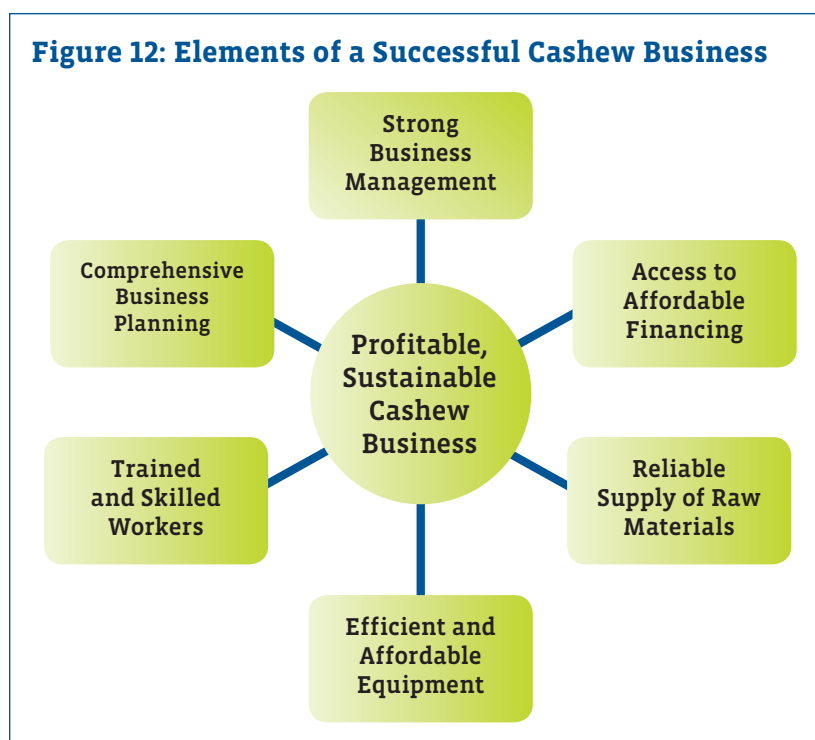 Figure 12: Elements of a Successful Cashew Business
Strong
Business
Management
Comprehensive
Business
Planning
Access to
Affordable
Financing
Profitable,
Sustainable
Cashew
Business
Trained
and Skilled
Workers
Reliable
Supply of Raw
Materials
Efficient and
Affordable
Equipment